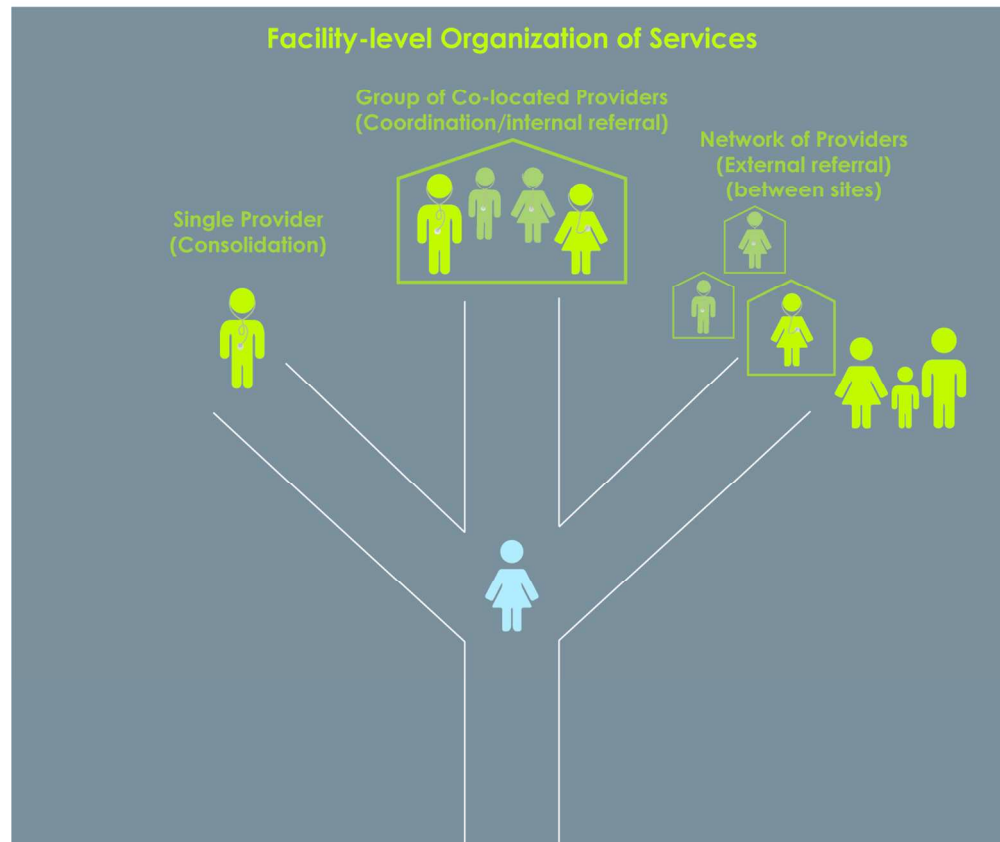 Facility-level Organization of Services
Group of Co-located Providers
(Coordination/internal referral)
Network of Providers
(External referral)
(between sites)
Single Provider
(Consolidation)